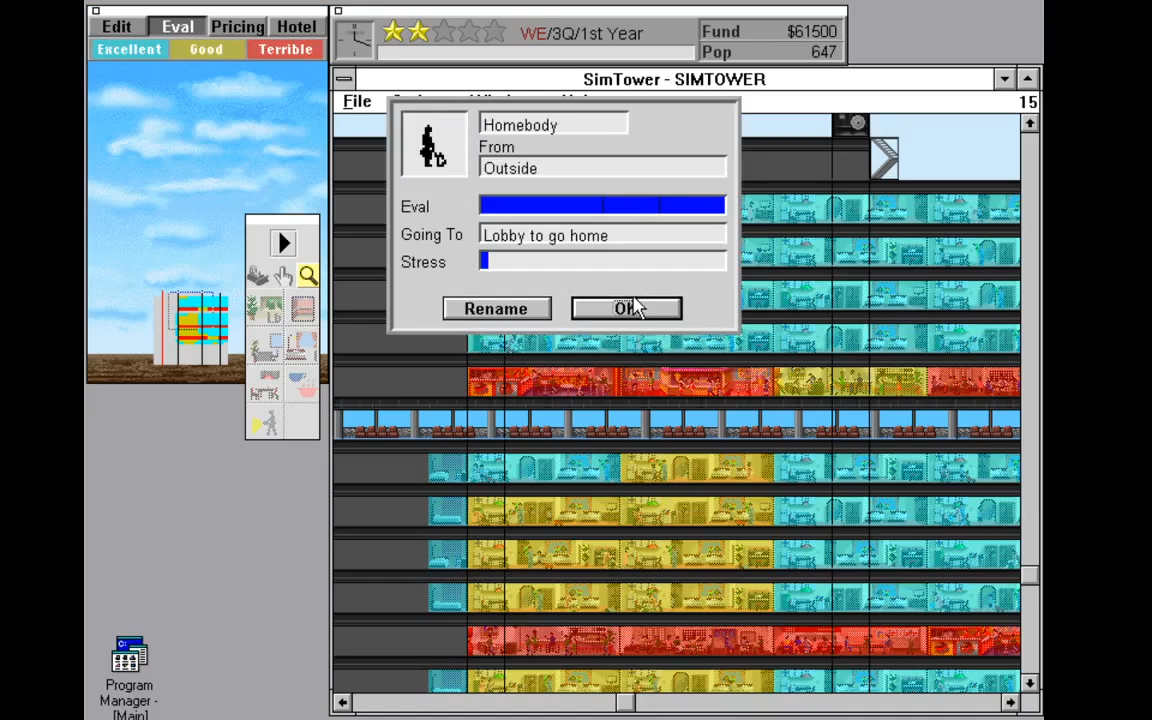 Edit Eval Pricing Hotel
Excellent Good Terrible
WE/3Q/1st Year
Fund $61500
Pop 647
SimTower - SIMTOWER
File
15
Homebody
From
Outside
Eval
Going To Lobby to go home
Stress
Rename
Lb
C:\
Program
Manager -
[Main]